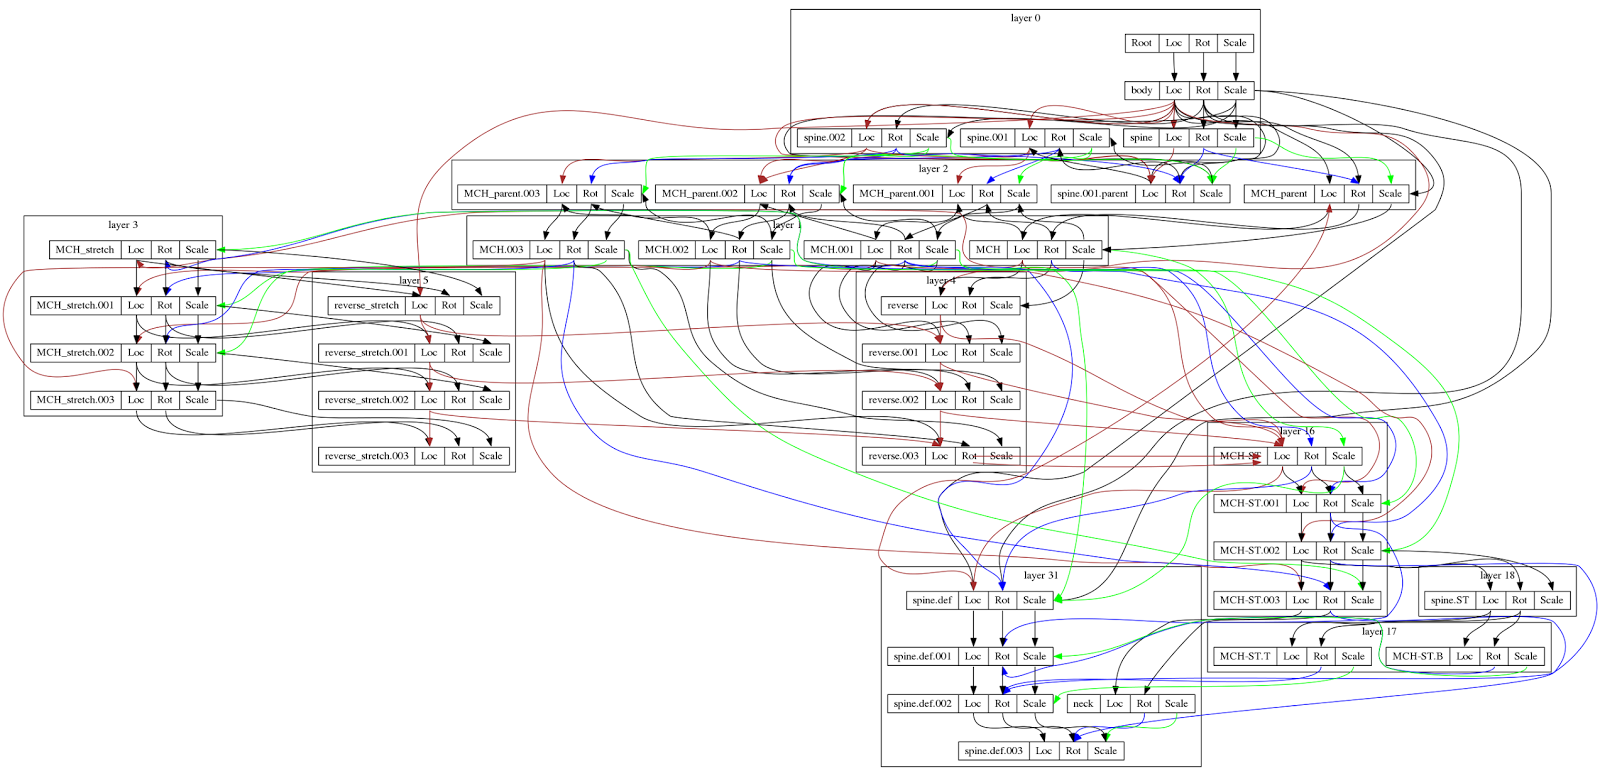 layer 0
Root Loc Rot Scale
body Loc Rot Scale
spine.002 Loc Rot Scale
spine.001 Loc Rot Scale
spine Loc Rot Scale
layer 2
MCH_parent.003 Loc Rot Scale
MCH_parent.002 Loc Rot Scale
MCH_parent.001 Loc Rot Scale
spine.001.parent Loc Rot Scale
MCH_parent Loc Rot Scale
layer 1
MCH.003 Loc Rot Scale
MCH.002 Loc Rot Scale
MCH.001 Loc Rot Scale
MCH Loc Rot Scale
layer 3
MCH_stretch Loc Rot Scale
MCH_stretch.001 Loc Rot Scale
MCH_stretch.002 Loc Rot Scale
MCH_stretch.003 Loc Rot Scale
layer 5
reverse_stretch Loc Rot Scale
reverse_stretch.001 Loc Rot Scale
reverse_stretch.002 Loc Rot Scale
reverse_stretch.003 Loc Rot Scale
layer 4
reverse Loc Rot Scale
reverse.001 Loc Rot Scale
reverse.002 Loc Rot Scale
reverse.003 Loc Rot Scale
layer 16
MCH-ST Loc Rot Scale
MCH-ST.001 Loc Rot Scale
MCH-ST.002 Loc Rot Scale
MCH-ST.003 Loc Rot Scale
layer 18
spine.ST Loc Rot Scale
layer 17
MCH-ST.T Loc Rot Scale
MCH-ST.B Loc Rot Scale
layer 31
spine.def Loc Rot Scale
spine.def.001 Loc Rot Scale
spine.def.002 Loc Rot Scale
neck Loc Rot Scale
spine.def.003 Loc Rot Scale